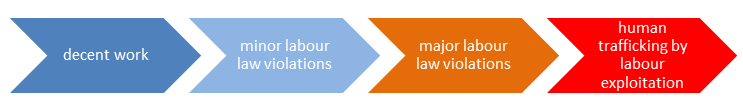 decent work
minor labour
law violations
major labour
law violations
human
trafficking by
labour
exploitation